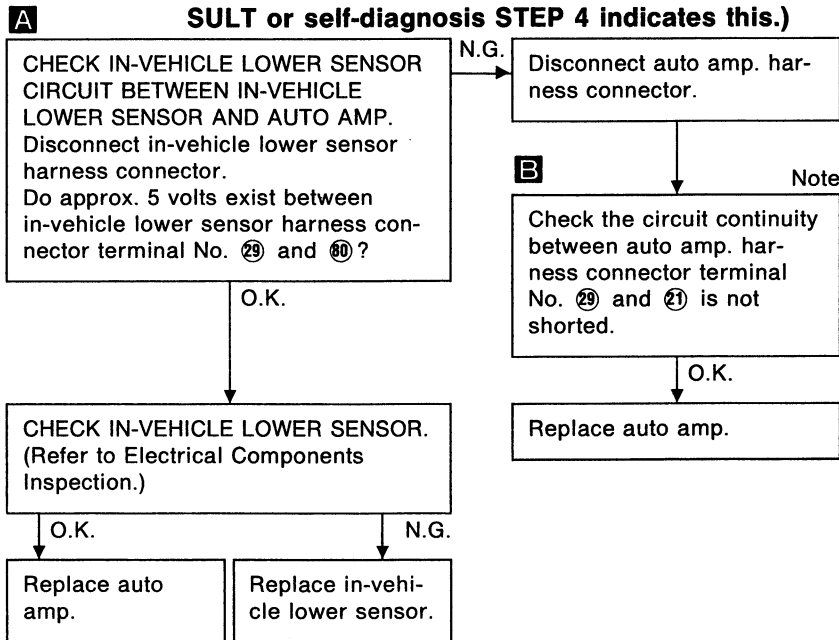 A
SULT or self-diagnosis STEP 4 indicates this.)
CHECK IN-VEHICLE LOWER SENSOR
CIRCUIT BETWEEN IN-VEHICLE
LOWER SENSOR AND AUTO AMP.
Disconnect in-vehicle lower sensor
harness connector.
Do approx. 5 volts exist between
in-vehicle lower sensor harness con-
nector terminal No. ㉙ and 80 ?
N.G.
Disconnect auto amp. har-
ness connector.
B
Note
Check the circuit continuity
between auto amp. har-
ness connector terminal
No. ㉙ and ㉑ is not
shorted.
O.K.
Replace auto amp.
O.K.
CHECK IN-VEHICLE LOWER SENSOR.
(Refer to Electrical Components
Inspection.)
O.K.
N.G.
Replace auto
amp.
Replace in-vehi-
cle lower sensor.